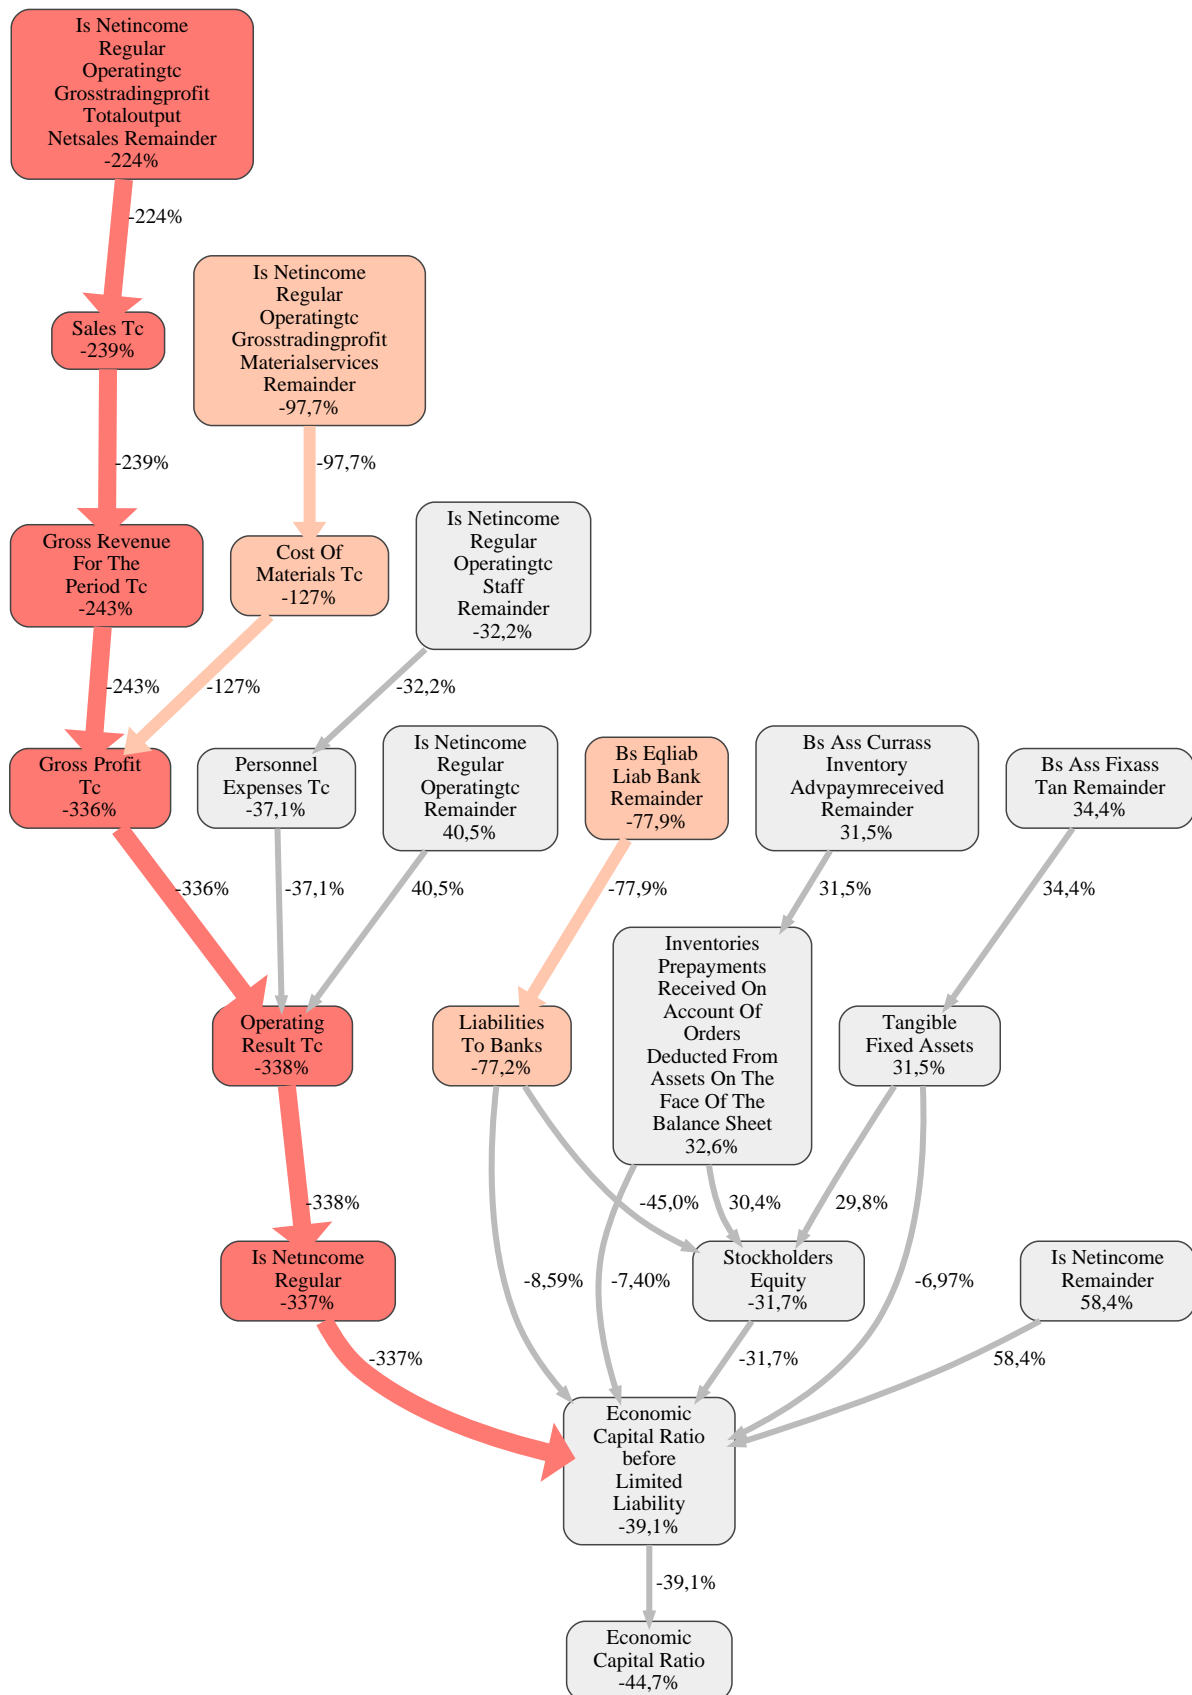 Is Netincome
Regular
Operatingtc
Grosstradingprofit
Totaloutput
Netsales Remainder
-224%
-224%
Sales Tc
-239%
Is Netincome
Regular
Operatingtc
Grosstradingprofit
Materialservices
Remainder
-97,7%
-239%
-97,7%
Gross Revenue
For The
Period Tc
-243%
Cost Of
Materials Tc
-127%
Is Netincome
Regular
Operatingtc
Staff
Remainder
-32,2%
-243%
-127%
-32,2%
Gross Profit
Tc
-336%
Personnel
Expenses Tc
-37,1%
Is Netincome
Regular
Operatingtc
Remainder
40,5%
Bs Eqliab
Liab Bank
Remainder
-77,9%
Bs Ass Currass
Inventory
Advpaymreceived
Remainder
31,5%
Bs Ass Fixass
Tan Remainder
34,4%
-336%
-37,1%
40,5%
-77,9%
31,5%
34,4%
Operating
Result Tc
-338%
Liabilities
To Banks
-77,2%
Inventories
Prepayments
Received On
Account Of
Orders
Deducted From
Assets On The
Face Of The
Balance Sheet
32,6%
Tangible
Fixed Assets
31,5%
-338%
-45,0%
30,4%
29,8%
Is Netincome
Regular
-337%
-8,59%
-7,40%
Stockholders
Equity
-31,7%
-6,97%
Is Netincome
Remainder
58,4%
-337%
-31,7%
58,4%
Economic
Capital Ratio
before
Limited
Liability
-39,1%
-39,1%
Economic
Capital Ratio
-44,7%